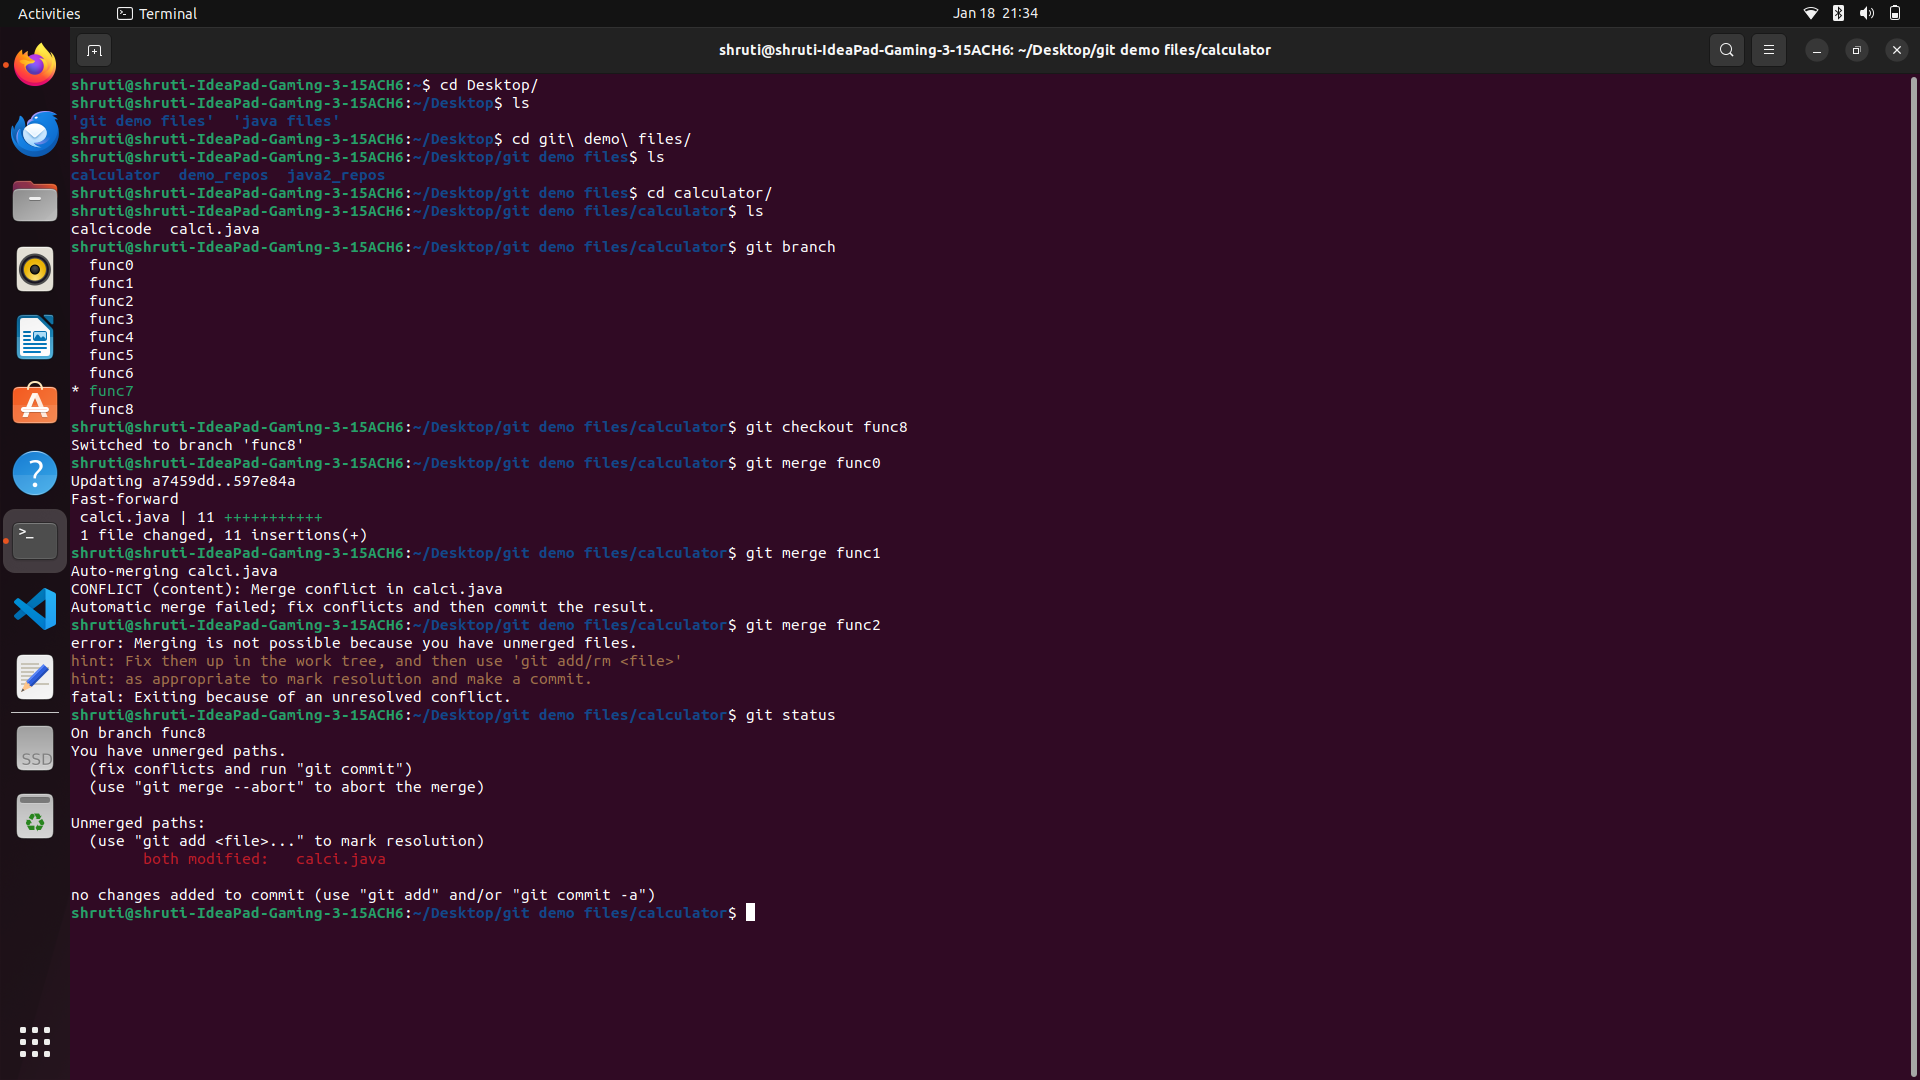 Activities Terminal Jan 18 21:34
shruti@shruti-IdeaPad-Gaming-3-15ACH6: ~/Desktop/git demo files/calculator
shruti@shruti-IdeaPad-Gaming-3-15ACH6:~$ cd Desktop/
shruti@shruti-IdeaPad-Gaming-3-15ACH6:~/Desktop$ ls
'git demo files'  'java files'
shruti@shruti-IdeaPad-Gaming-3-15ACH6:~/Desktop$ cd git\ demo\ files/
shruti@shruti-IdeaPad-Gaming-3-15ACH6:~/Desktop/git demo files$ ls
calculator  demo_repos  java2_repos
shruti@shruti-IdeaPad-Gaming-3-15ACH6:~/Desktop/git demo files$ cd calculator/
shruti@shruti-IdeaPad-Gaming-3-15ACH6:~/Desktop/git demo files/calculator$ ls
calcicode  calci.java
shruti@shruti-IdeaPad-Gaming-3-15ACH6:~/Desktop/git demo files/calculator$ git branch
  func0
  func1
  func2
  func3
  func4
  func5
  func6
* func7
  func8
shruti@shruti-IdeaPad-Gaming-3-15ACH6:~/Desktop/git demo files/calculator$ git checkout func8
Switched to branch 'func8'
shruti@shruti-IdeaPad-Gaming-3-15ACH6:~/Desktop/git demo files/calculator$ git merge func0
Updating a7459dd..597e84a
Fast-forward
 calci.java | 11 +++++++++++
 1 file changed, 11 insertions(+)
shruti@shruti-IdeaPad-Gaming-3-15ACH6:~/Desktop/git demo files/calculator$ git merge func1
Auto-merging calci.java
CONFLICT (content): Merge conflict in calci.java
Automatic merge failed; fix conflicts and then commit the result.
shruti@shruti-IdeaPad-Gaming-3-15ACH6:~/Desktop/git demo files/calculator$ git merge func2
error: Merging is not possible because you have unmerged files.
hint: Fix them up in the work tree, and then use 'git add/rm <file>'
hint: as appropriate to mark resolution and make a commit.
fatal: Exiting because of an unresolved conflict.
shruti@shruti-IdeaPad-Gaming-3-15ACH6:~/Desktop/git demo files/calculator$ git status
On branch func8
You have unmerged paths.
  (fix conflicts and run "git commit")
  (use "git merge --abort" to abort the merge)

Unmerged paths:
  (use "git add <file>..." to mark resolution)
        both modified:   calci.java

no changes added to commit (use "git add" and/or "git commit -a")
shruti@shruti-IdeaPad-Gaming-3-15ACH6:~/Desktop/git demo files/calculator$
SSD